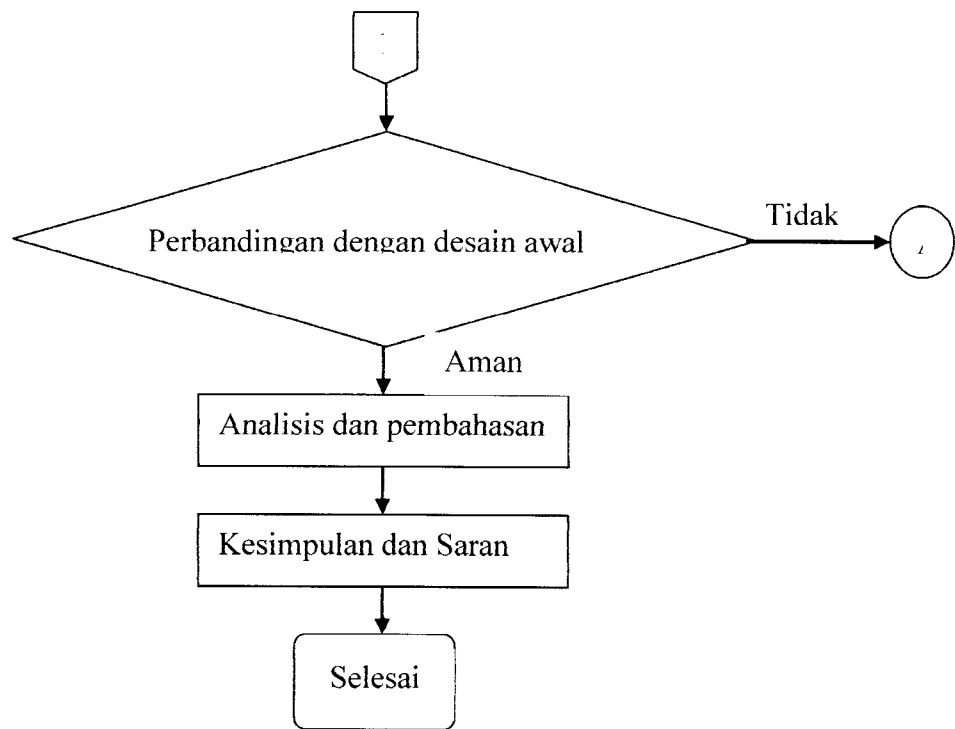 Tidak
Perbandingan dengan desain awal
Aman
Analisis dan pembahasan
Kesimpulan dan Saran
Selesai